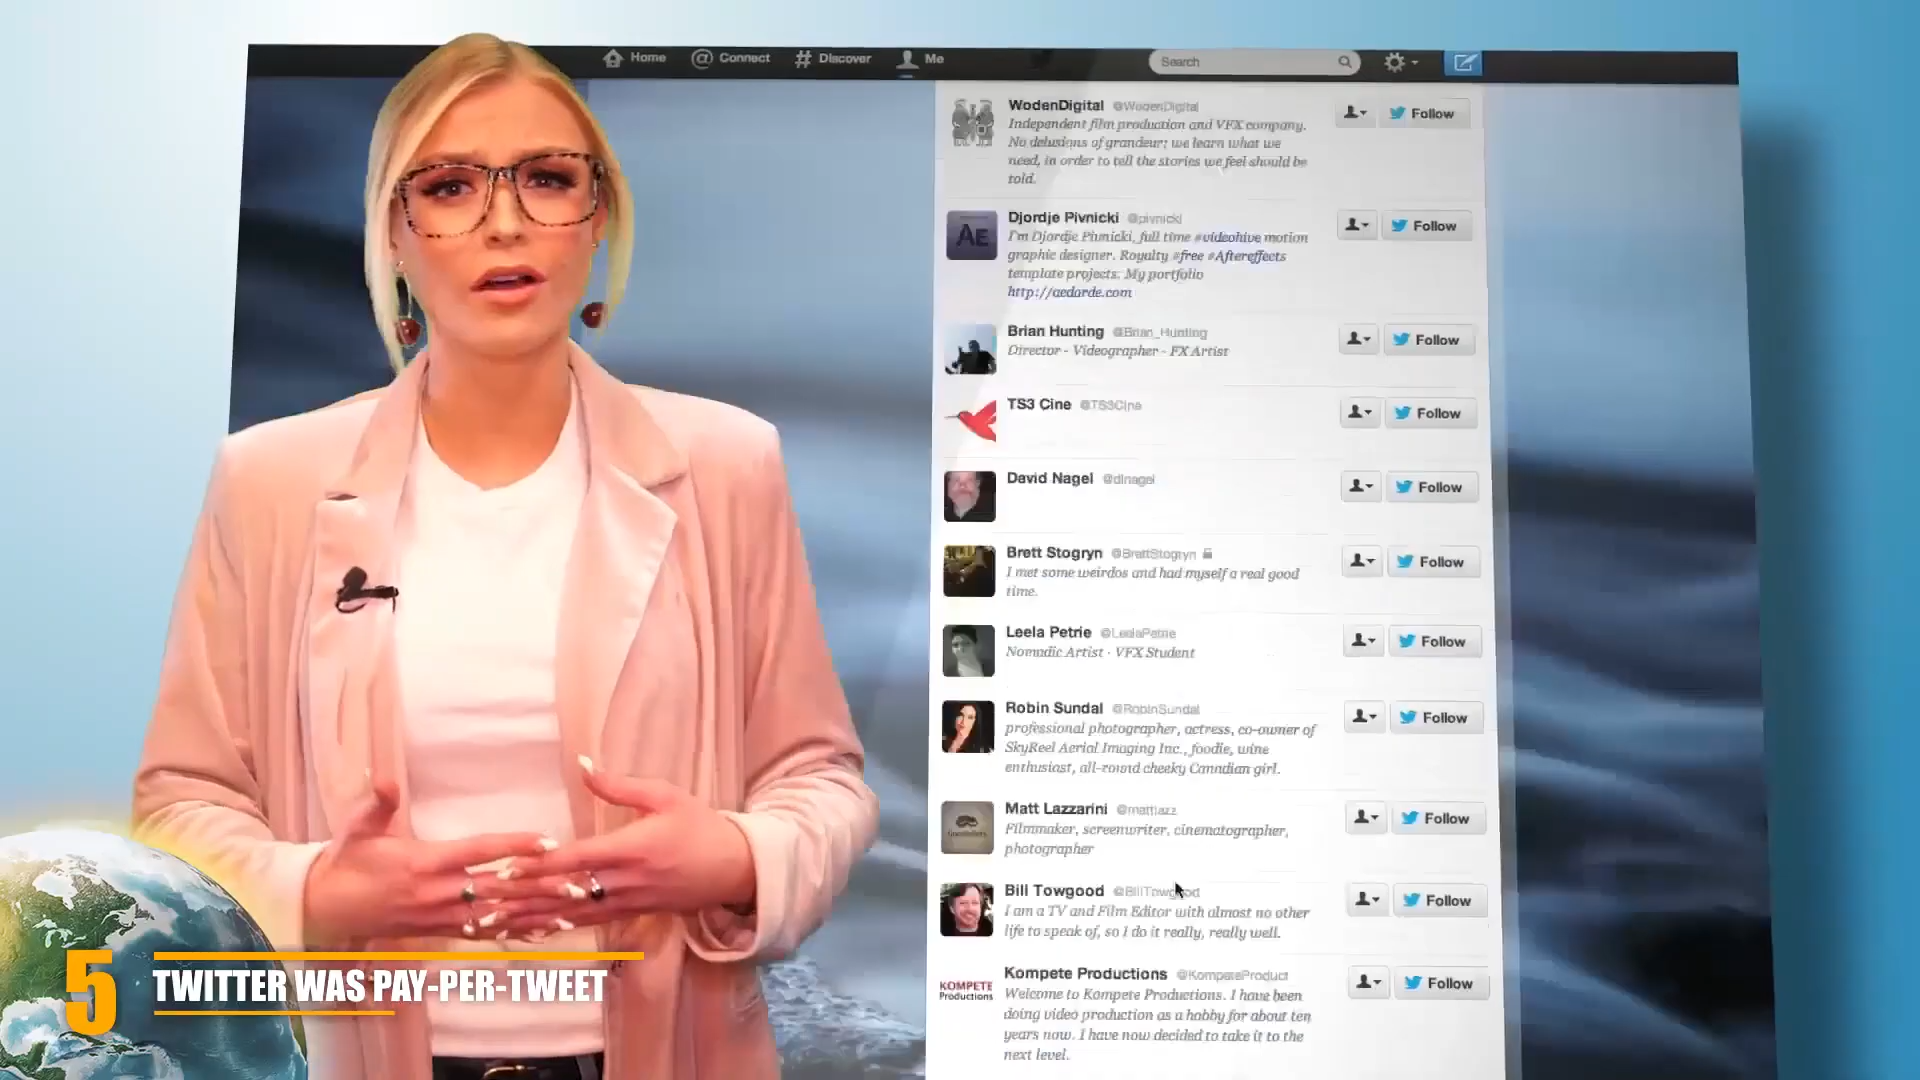 Home
Connect
Discover
Me
Search
WodenDigital @WodenDigital
Independent film production and VFX company.
No delusions of grandeur; we learn what we
need, in order to tell the stories we feel should be
told.
Follow
AE
Djordje Pivnicki @pivnicki
I'm Djordje Pivnicki, full time #videohive motion
graphic designer. Royalty #free #Aftereffects
template projects. My portfolio
http://aedarde.com
Follow
Brian Hunting @Brian_Hunting
Director - Videographer - FX Artist
Follow
TS3 Cine @TS3Cine
Follow
David Nagel @dlnagel
Follow
Brett Stogryn @BrettStogryn
I met some weirdos and had myself a real good
time.
Follow
Leela Petrie @LeelaPetrie
Nomadic Artist · VFX Student
Follow
Robin Sundal @RobinSundal
professional photographer, actress, co-owner of
SkyReel Aerial Imaging Inc., foodie, wine
enthusiast, all-round cheeky Canadian girl.
Follow
Matt Lazzarini @mattlazz
Filmmaker, screenwriter, cinematographer,
photographer
Follow
Bill Towgood @BillTowgood
I am a TV and Film Editor with almost no other
life to speak of, so I do it really, really well.
Follow
KOMPETE
Productions
Kompete Productions @KompeteProduct
Welcome to Kompete Productions. I have been
doing video production as a hobby for about ten
years now. I have now decided to take it to the
next level.
Follow
5
TWITTER WAS PAY-PER-TWEET